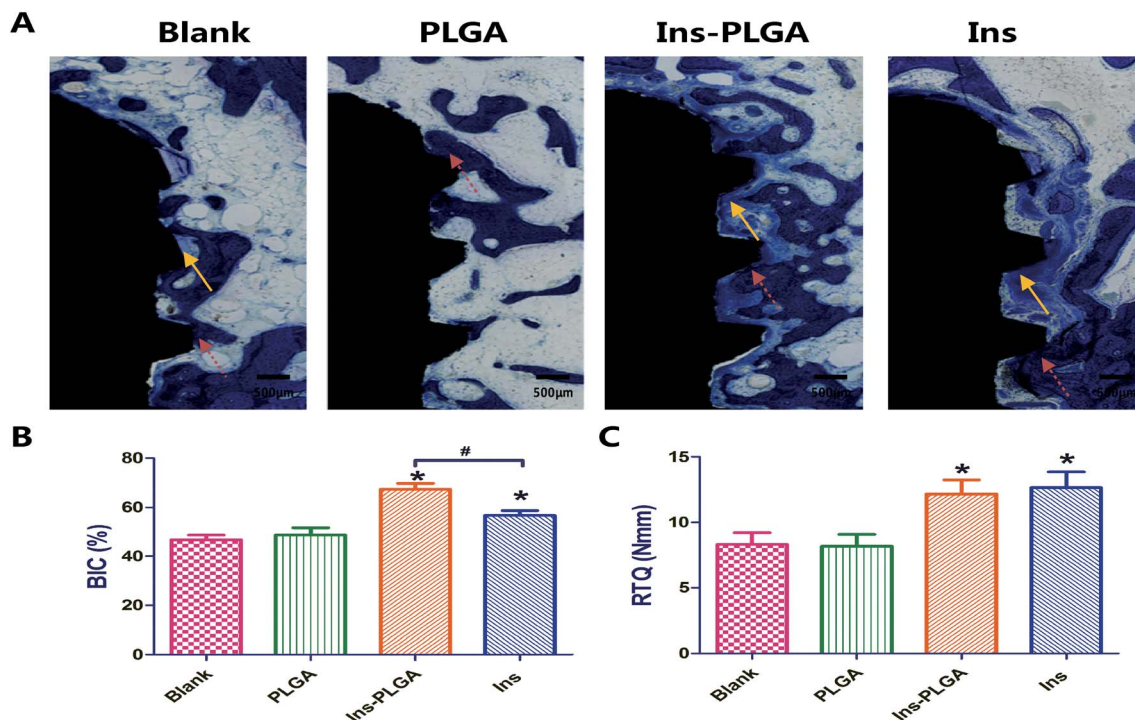 A
Blank PLGA Ins-PLGA Ins
500μm 500μm 500μm 500μm
B
BIC (%)
80
60
40
20
0
*
#
*
Blank PLGA Ins-PLGA Ins
C
RTQ (Nmm)
15
10
5
0
*
*
Blank PLGA Ins-PLGA Ins